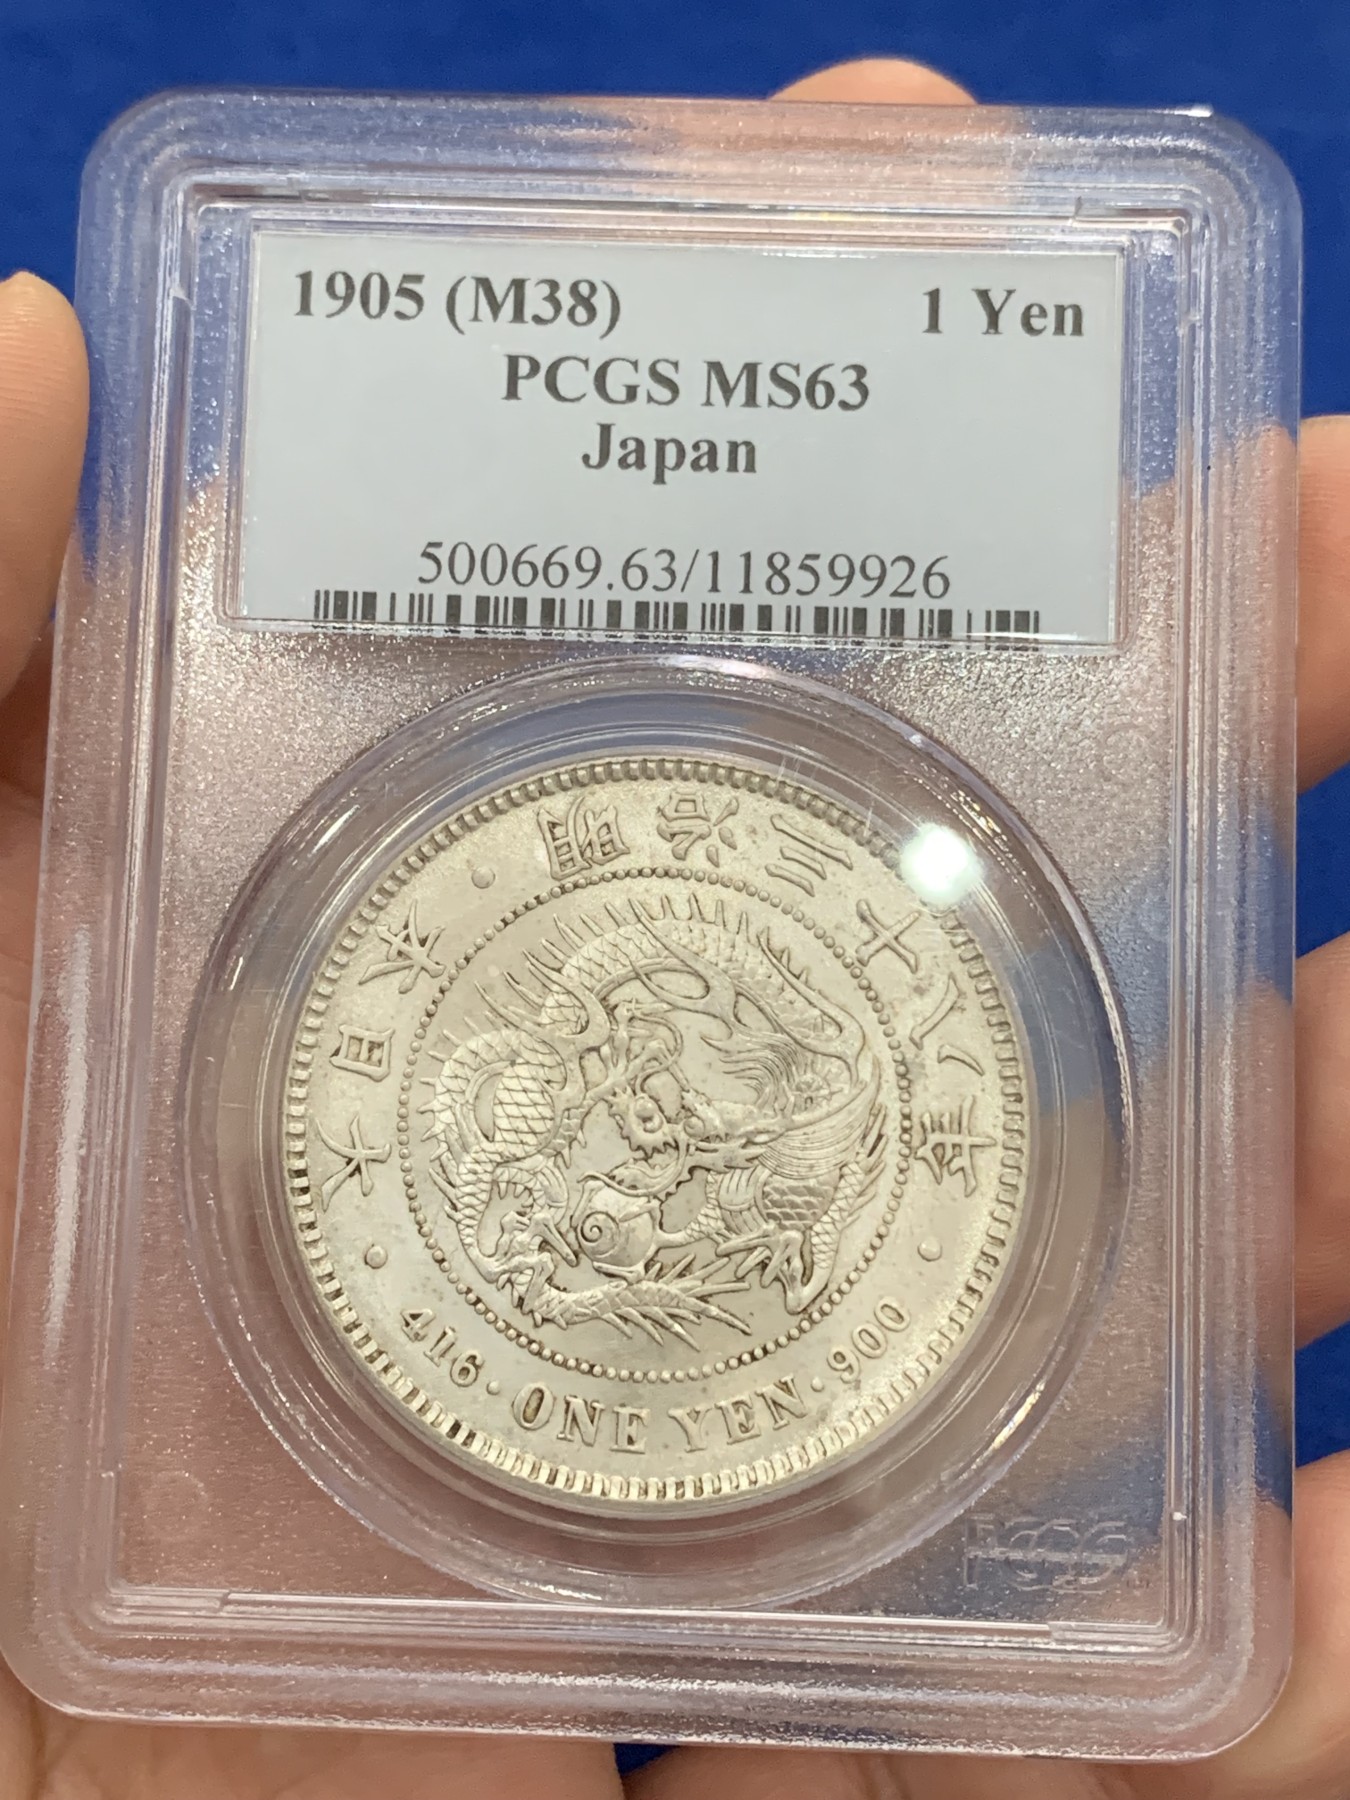 1905 (M38) 1 Yen
PCGS MS63
Japan
500669.63/11859926
大日本・明治三十八年
416・ONE YEN・900
PCGS